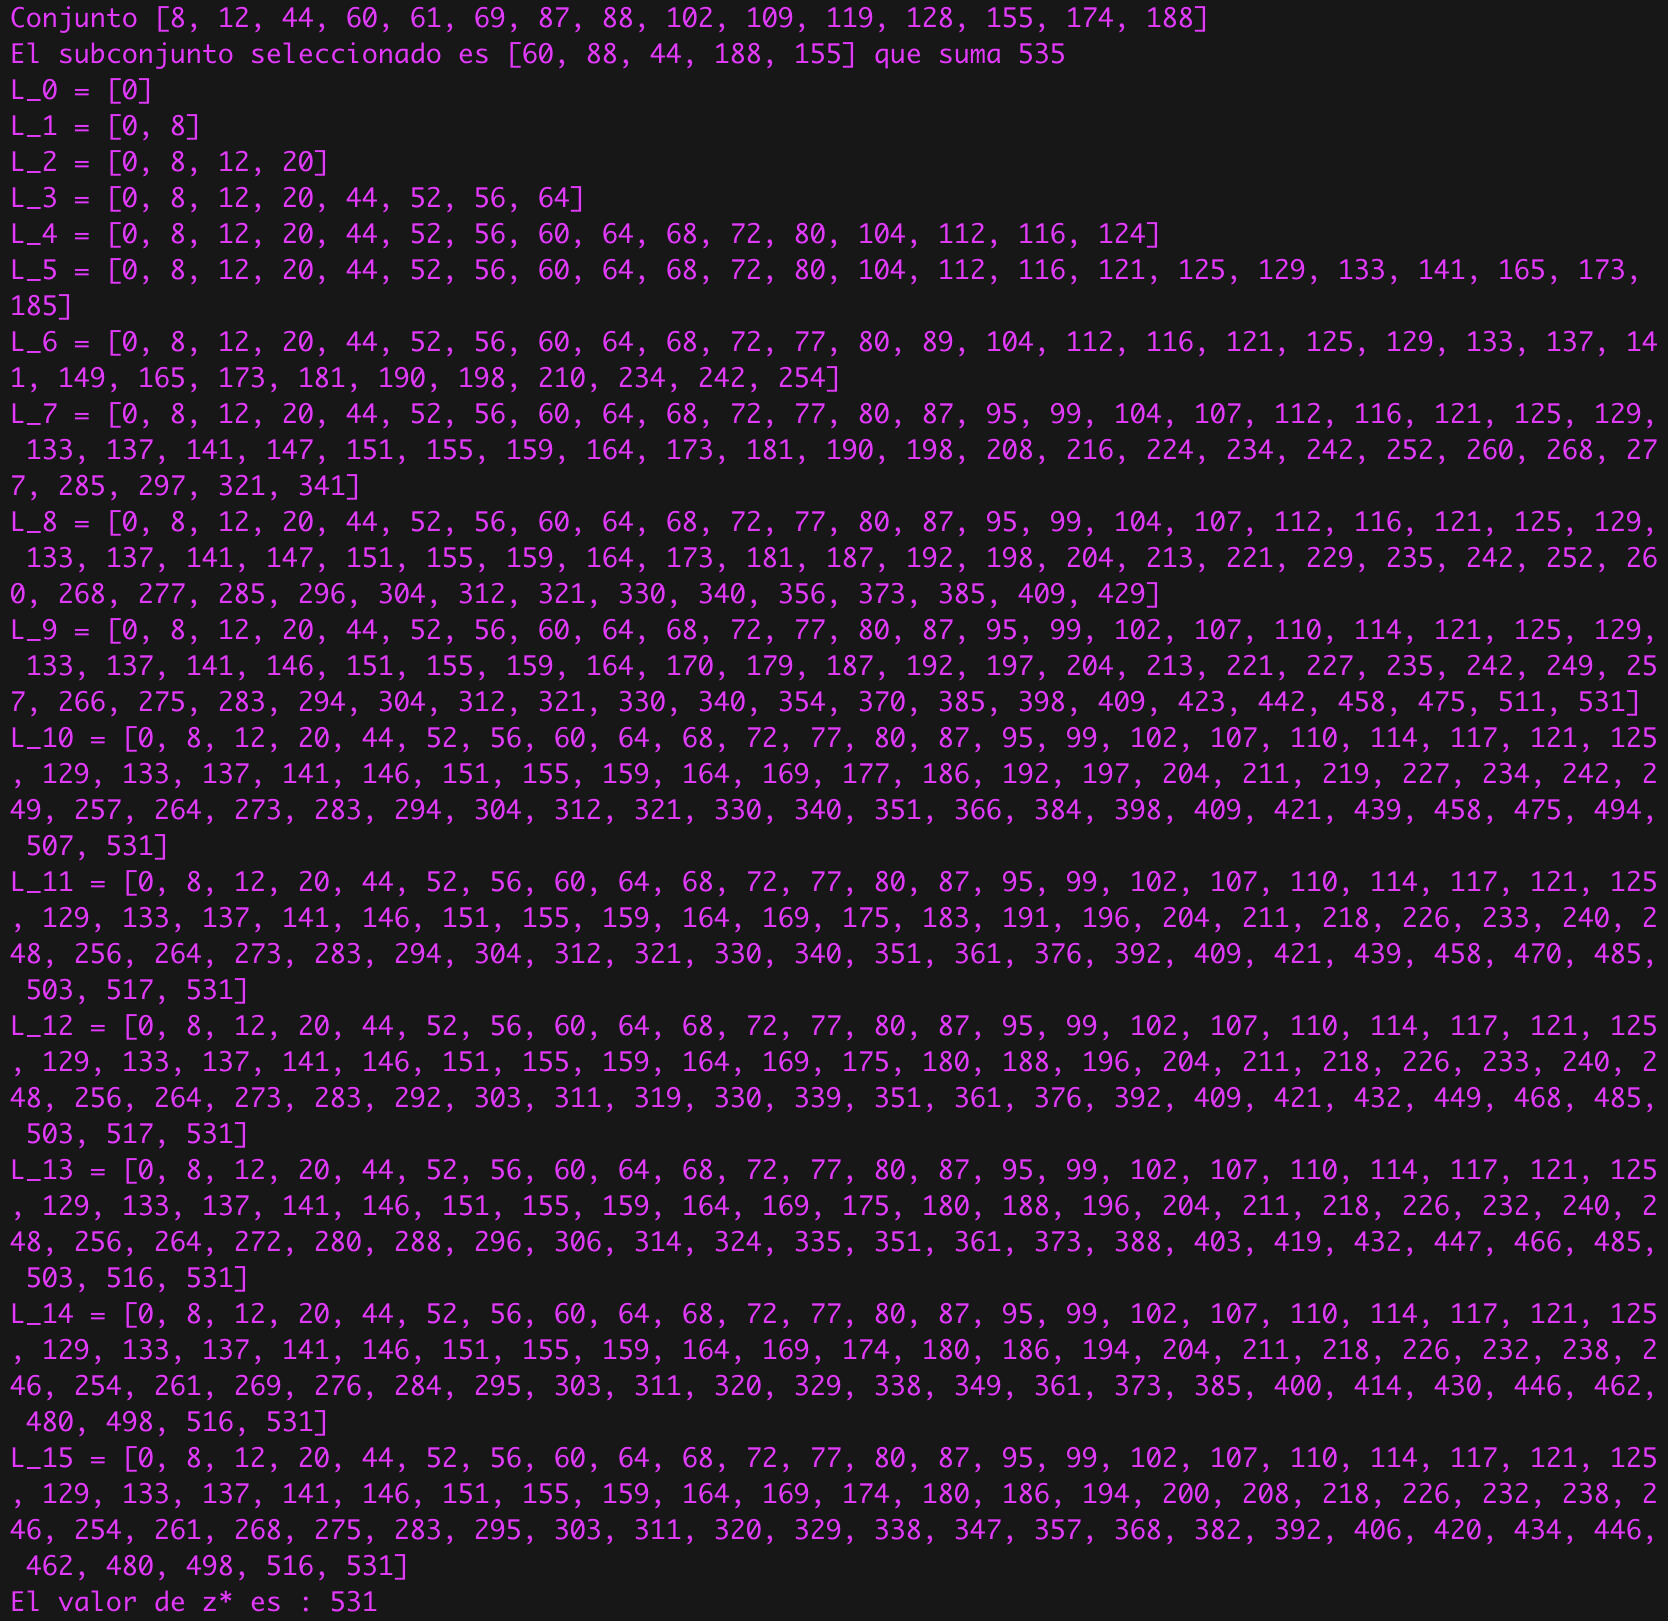 Conjunto [8, 12, 44, 60, 61, 69, 87, 88, 102, 109, 119, 128, 155, 174, 188]
El subconjunto seleccionado es [60, 88, 44, 188, 155] que suma 535
L_0 = [0]
L_1 = [0, 8]
L_2 = [0, 8, 12, 20]
L_3 = [0, 8, 12, 20, 44, 52, 56, 64]
L_4 = [0, 8, 12, 20, 44, 52, 56, 60, 64, 68, 72, 80, 104, 112, 116, 124]
L_5 = [0, 8, 12, 20, 44, 52, 56, 60, 64, 68, 72, 80, 104, 112, 116, 121, 125, 129, 133, 141, 165, 173,
185]
L_6 = [0, 8, 12, 20, 44, 52, 56, 60, 64, 68, 72, 77, 80, 89, 104, 112, 116, 121, 125, 129, 133, 137, 14
1, 149, 165, 173, 181, 190, 198, 210, 234, 242, 254]
L_7 = [0, 8, 12, 20, 44, 52, 56, 60, 64, 68, 72, 77, 80, 87, 95, 99, 104, 107, 112, 116, 121, 125, 129,
 133, 137, 141, 147, 151, 155, 159, 164, 173, 181, 190, 198, 208, 216, 224, 234, 242, 252, 260, 268, 27
7, 285, 297, 321, 341]
L_8 = [0, 8, 12, 20, 44, 52, 56, 60, 64, 68, 72, 77, 80, 87, 95, 99, 104, 107, 112, 116, 121, 125, 129,
 133, 137, 141, 147, 151, 155, 159, 164, 173, 181, 187, 192, 198, 204, 213, 221, 229, 235, 242, 252, 26
0, 268, 277, 285, 296, 304, 312, 321, 330, 340, 356, 373, 385, 409, 429]
L_9 = [0, 8, 12, 20, 44, 52, 56, 60, 64, 68, 72, 77, 80, 87, 95, 99, 102, 107, 110, 114, 121, 125, 129,
 133, 137, 141, 146, 151, 155, 159, 164, 170, 179, 187, 192, 197, 204, 213, 221, 227, 235, 242, 249, 25
7, 266, 275, 283, 294, 304, 312, 321, 330, 340, 354, 370, 385, 398, 409, 423, 442, 458, 475, 511, 531]
L_10 = [0, 8, 12, 20, 44, 52, 56, 60, 64, 68, 72, 77, 80, 87, 95, 99, 102, 107, 110, 114, 117, 121, 125
, 129, 133, 137, 141, 146, 151, 155, 159, 164, 169, 177, 186, 192, 197, 204, 211, 219, 227, 234, 242, 2
49, 257, 264, 273, 283, 294, 304, 312, 321, 330, 340, 351, 366, 384, 398, 409, 421, 439, 458, 475, 494,
 507, 531]
L_11 = [0, 8, 12, 20, 44, 52, 56, 60, 64, 68, 72, 77, 80, 87, 95, 99, 102, 107, 110, 114, 117, 121, 125
, 129, 133, 137, 141, 146, 151, 155, 159, 164, 169, 175, 183, 191, 196, 204, 211, 218, 226, 233, 240, 2
48, 256, 264, 273, 283, 294, 304, 312, 321, 330, 340, 351, 361, 376, 392, 409, 421, 439, 458, 470, 485,
 503, 517, 531]
L_12 = [0, 8, 12, 20, 44, 52, 56, 60, 64, 68, 72, 77, 80, 87, 95, 99, 102, 107, 110, 114, 117, 121, 125
, 129, 133, 137, 141, 146, 151, 155, 159, 164, 169, 175, 180, 188, 196, 204, 211, 218, 226, 233, 240, 2
48, 256, 264, 273, 283, 292, 303, 311, 319, 330, 339, 351, 361, 376, 392, 409, 421, 432, 449, 468, 485,
 503, 517, 531]
L_13 = [0, 8, 12, 20, 44, 52, 56, 60, 64, 68, 72, 77, 80, 87, 95, 99, 102, 107, 110, 114, 117, 121, 125
, 129, 133, 137, 141, 146, 151, 155, 159, 164, 169, 175, 180, 188, 196, 204, 211, 218, 226, 232, 240, 2
48, 256, 264, 272, 280, 288, 296, 306, 314, 324, 335, 351, 361, 373, 388, 403, 419, 432, 447, 466, 485,
 503, 516, 531]
L_14 = [0, 8, 12, 20, 44, 52, 56, 60, 64, 68, 72, 77, 80, 87, 95, 99, 102, 107, 110, 114, 117, 121, 125
, 129, 133, 137, 141, 146, 151, 155, 159, 164, 169, 174, 180, 186, 194, 204, 211, 218, 226, 232, 238, 2
46, 254, 261, 269, 276, 284, 295, 303, 311, 320, 329, 338, 349, 361, 373, 385, 400, 414, 430, 446, 462,
 480, 498, 516, 531]
L_15 = [0, 8, 12, 20, 44, 52, 56, 60, 64, 68, 72, 77, 80, 87, 95, 99, 102, 107, 110, 114, 117, 121, 125
, 129, 133, 137, 141, 146, 151, 155, 159, 164, 169, 174, 180, 186, 194, 200, 208, 218, 226, 232, 238, 2
46, 254, 261, 268, 275, 283, 295, 303, 311, 320, 329, 338, 347, 357, 368, 382, 392, 406, 420, 434, 446,
 462, 480, 498, 516, 531]
El valor de z* es : 531